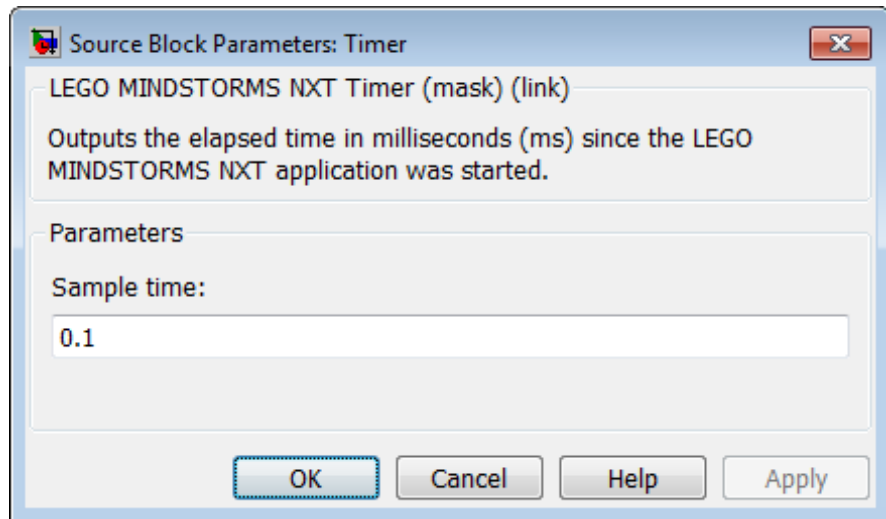 Source Block Parameters: Timer
LEGO MINDSTORMS NXT Timer (mask) (link)
Outputs the elapsed time in milliseconds (ms) since the LEGO
MINDSTORMS NXT application was started.
Parameters
Sample time:
0.1
OK Cancel Help Apply